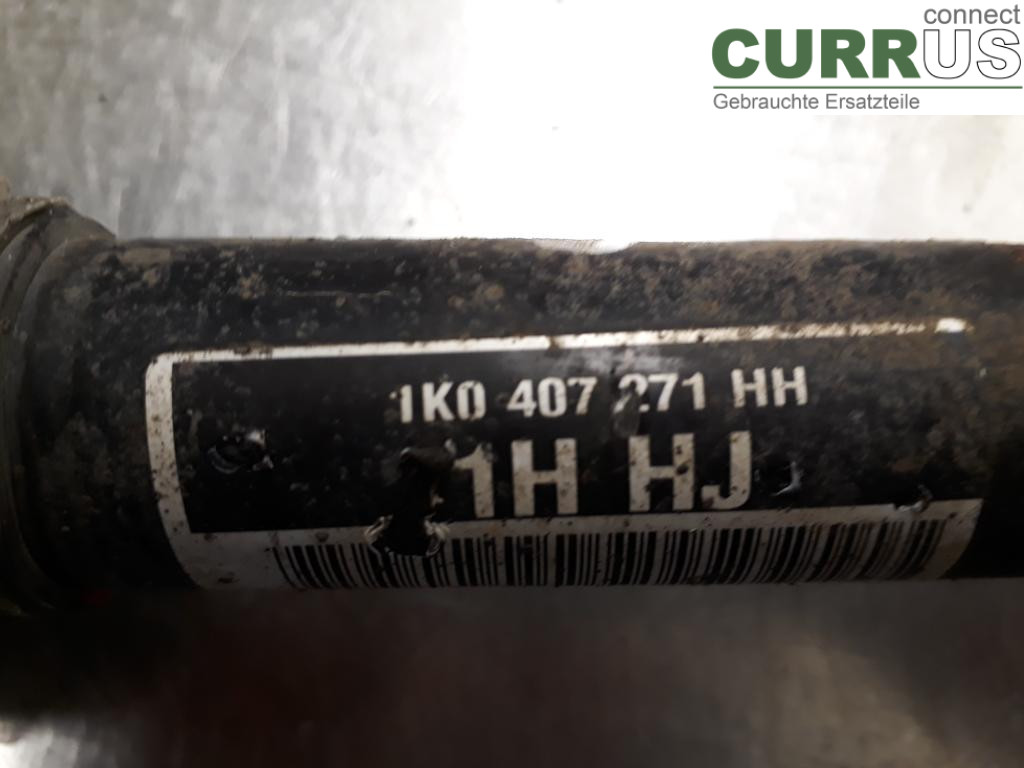 connect
CURRUS
Gebrauchte Ersatzteile
1K0 407 271 HH
1H HJ